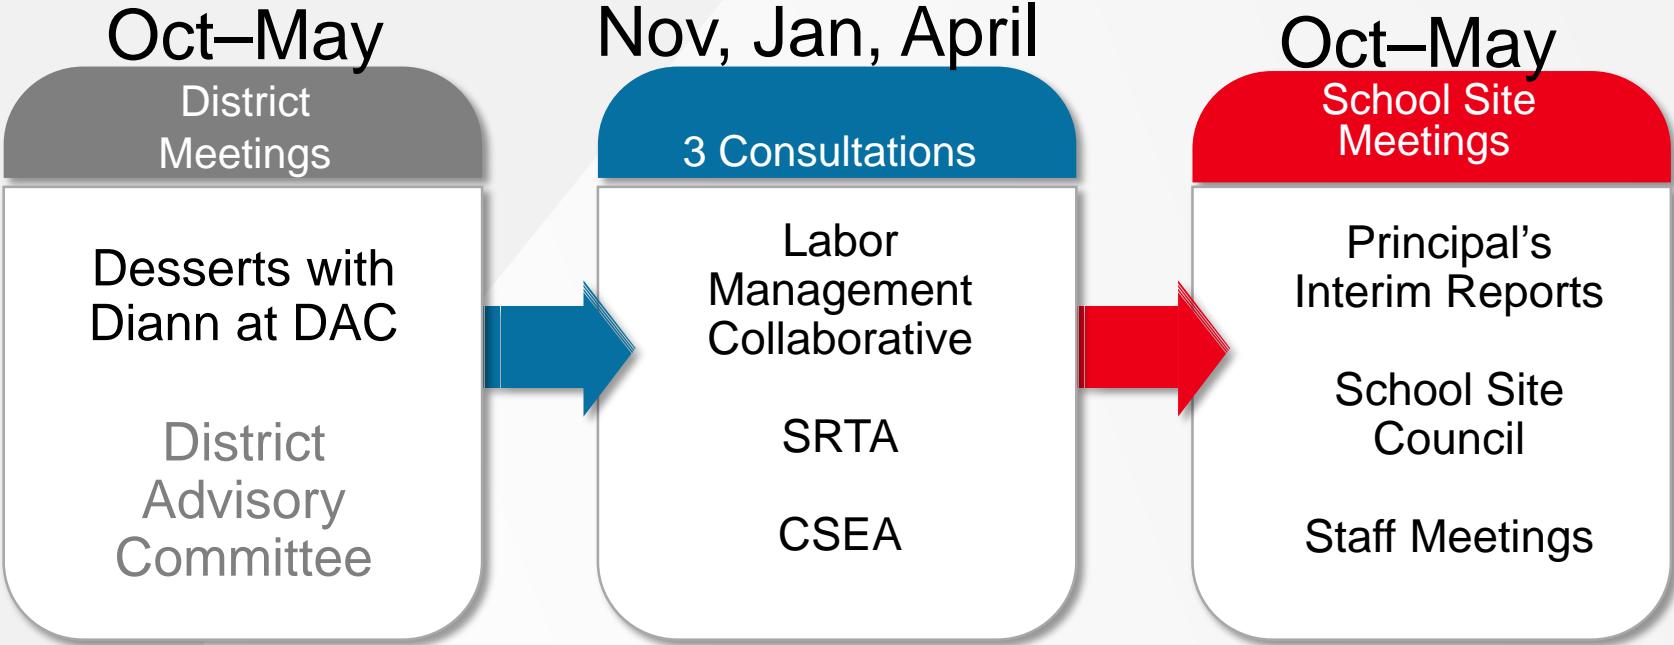 Oct–May
District
Meetings
Desserts with
Diann at DAC
District
Advisory
Committee
Nov, Jan, April
3 Consultations
Labor
Management
Collaborative
SRTA
CSEA
Oct–May
School Site
Meetings
Principal’s
Interim Reports
School Site
Council
Staff Meetings